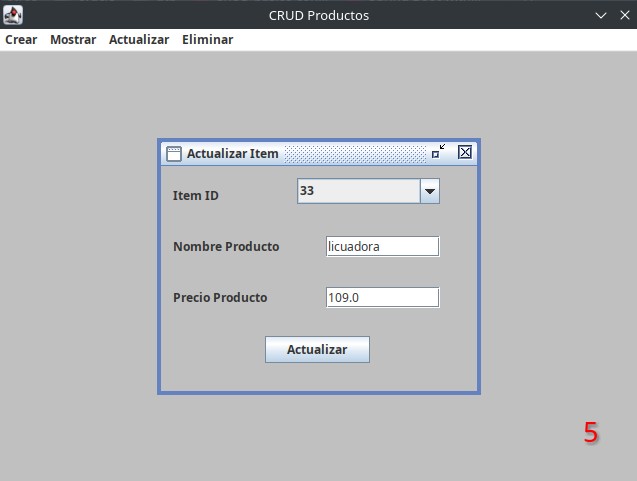 CRUD Productos
Crear Mostrar Actualizar Eliminar
Actualizar Item
Item ID 33
Nombre Producto licuadora
Precio Producto 109.0
Actualizar
5